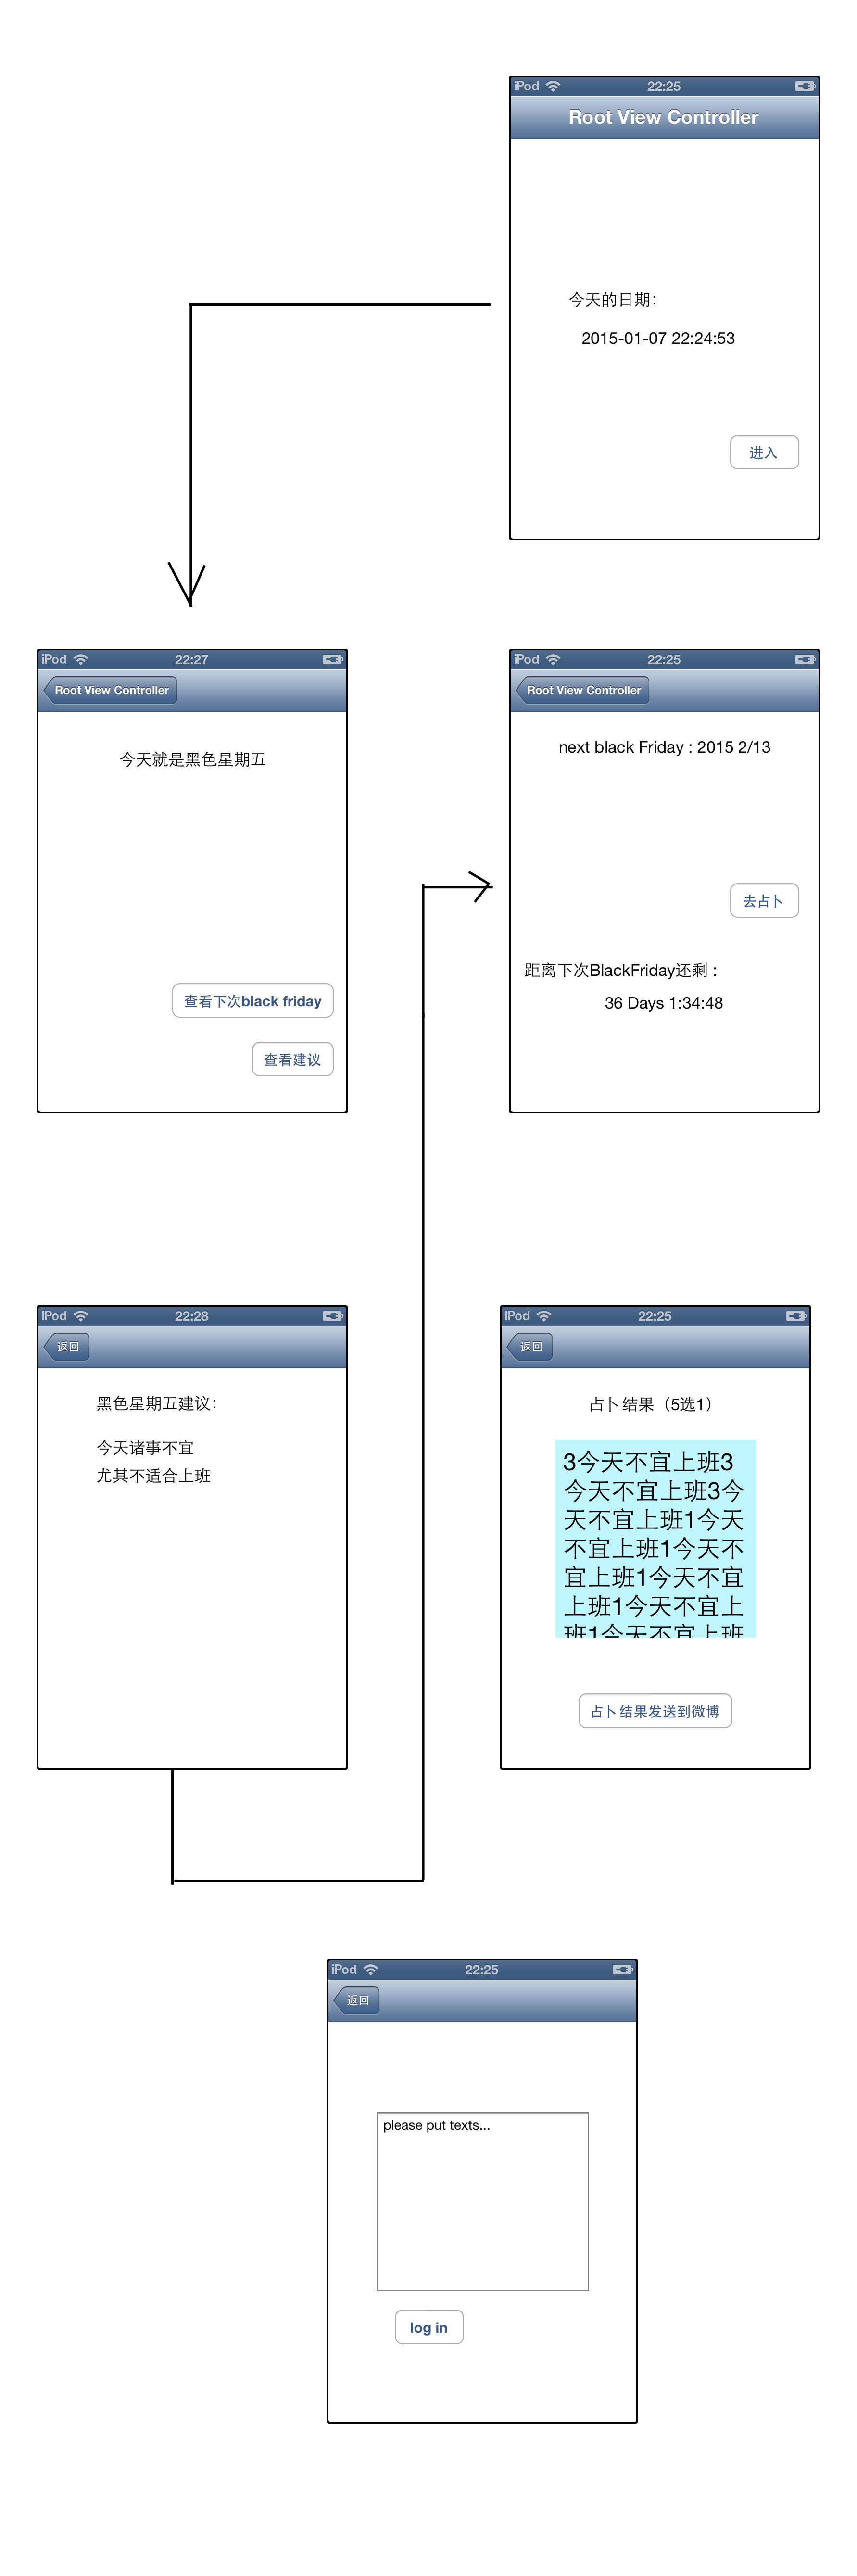 iPod 22:25
Root View Controller
今天的日期：
2015-01-07 22:24:53
进入
iPod 22:27
Root View Controller
今天就是黑色星期五
查看下次black friday
查看建议
iPod 22:25
Root View Controller
next black Friday : 2015 2/13
去占卜
距离下次BlackFriday还剩 :
36 Days 1:34:48
iPod 22:28
返回
黑色星期五建议：
今天诸事不宜
尤其不适合上班
iPod 22:25
返回
占卜结果（5选1）
3今天不宜上班3
今天不宜上班3今
天不宜上班1今天
不宜上班1今天不
宜上班1今天不宜
上班1今天不宜上
班1今天不宜上班
占卜结果发送到微博
iPod 22:25
返回
please put texts...
log in